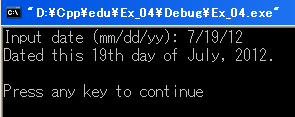 "D:\Cpp\edu\Ex_04\Debug\Ex_04.exe"
Input date (mm/dd/yy): 7/19/12
Dated this 19th day of July, 2012.
Press any key to continue